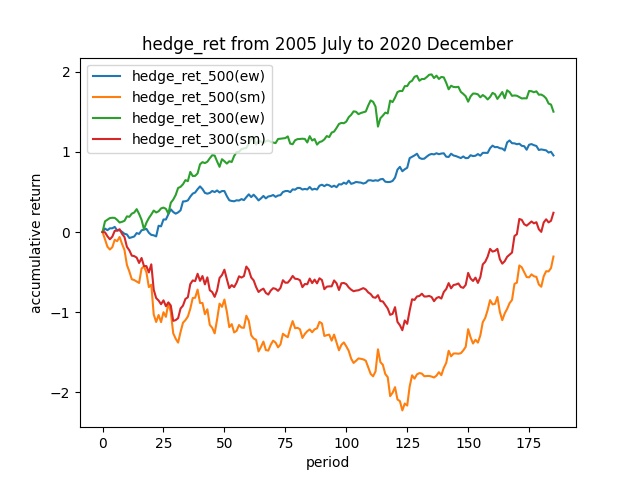 hedge_ret from 2005 July to 2020 December
hedge_ret_500(ew)
hedge_ret_500(sm)
hedge_ret_300(ew)
hedge_ret_300(sm)
accumulative return
2
1
0
−1
−2
0 25 50 75 100 125 150 175
period